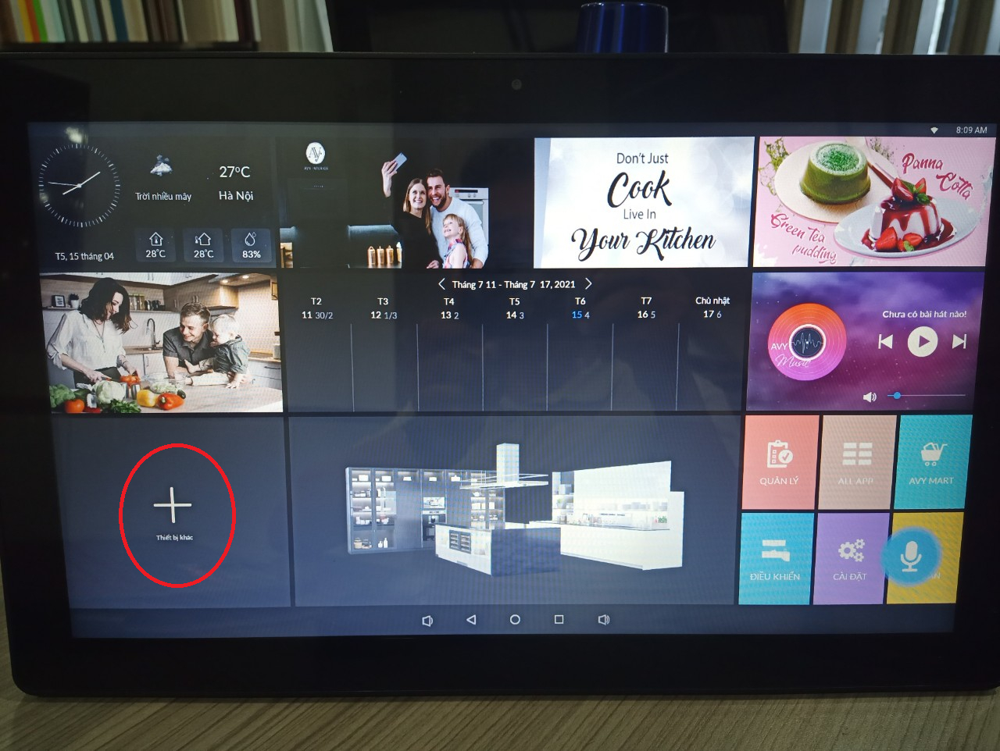 8:09 AM
27°C
Trời nhiều mây
Hà Nội
T5, 15 tháng 04
28°C
28°C
83%
AV
Don't Just
Cook
Live In
Your Kitchen
Panna
Cotta
Green Tea
pudding
Tháng 7 11 - Tháng 7 17, 2021
T2 T3 T4 T5 T6 T7 Chủ nhật
11 30/2 12 1/3 13 2 14 3 15 4 16 5 17 6
Chưa có bài hát nào!
AVY
Music
Thiết bị khác
QUẢN LÝ
ALL APP
AVY MART
ĐIỀU KHIỂN
CÀI ĐẶT